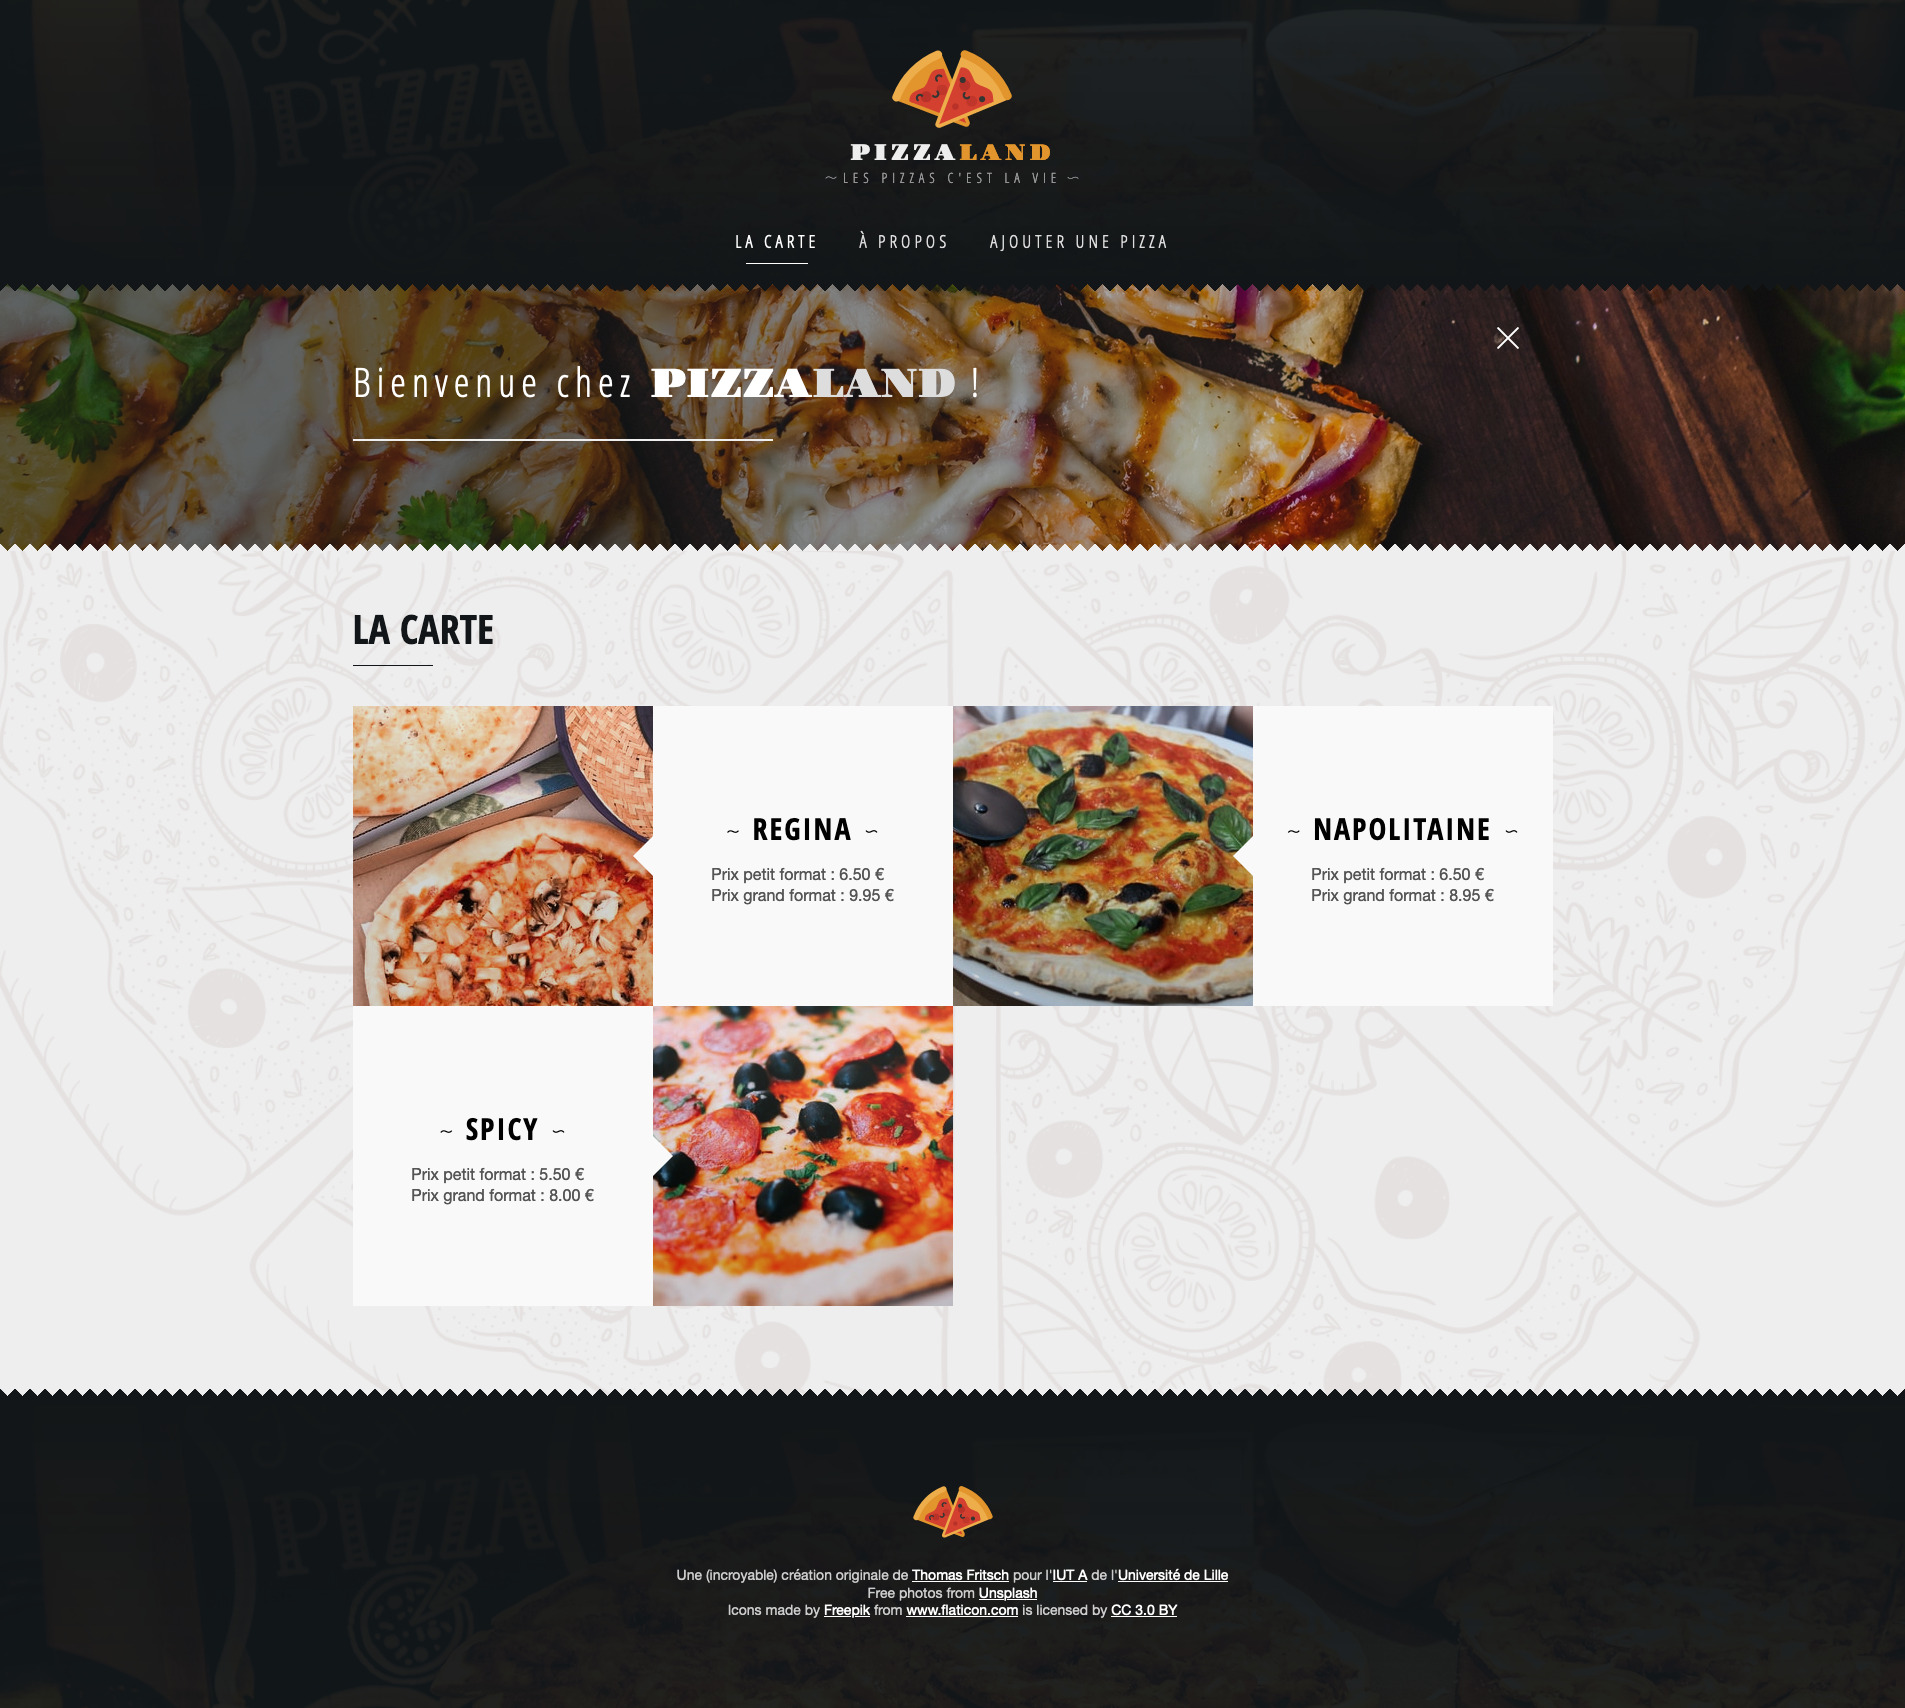 PIZZA
PIZZALAND
~ LES PIZZAS C'EST LA VIE ~
LA CARTE À PROPOS AJOUTER UNE PIZZA
Bienvenue chez PIZZALAND !
LA CARTE
~ REGINA ~
Prix petit format : 6.50 €
Prix grand format : 9.95 €
~ NAPOLITAINE ~
Prix petit format : 6.50 €
Prix grand format : 8.95 €
~ SPICY ~
Prix petit format : 5.50 €
Prix grand format : 8.00 €
PIZZA
Une (incroyable) création originale de Thomas Fritsch pour l'IUT A de l'Université de Lille
Free photos from Unsplash
Icons made by Freepik from www.flaticon.com is licensed by CC 3.0 BY